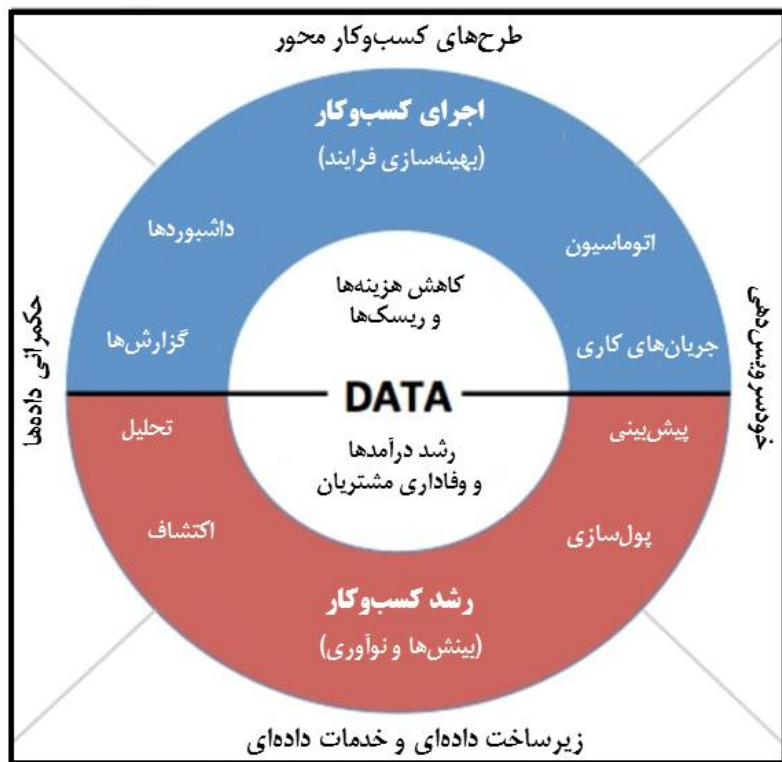 طرح‌های کسب‌وکار محور
اجرای کسب‌وکار
(بهینه‌سازی فرایند)
اتوماسیون
داشبوردها
جریان‌های کاری
گزارش‌ها
کاهش هزینه‌ها
و ریسک‌ها
DATA
رشد درآمدها
و وفاداری مشتریان
پیش‌بینی
تحلیل
پول‌سازی
اکتشاف
رشد کسب‌وکار
(بینش‌ها و نوآوری)
خودسرویس‌دهی
حکمرانی داده‌ها
زیرساخت داده‌ای و خدمات داده‌ای